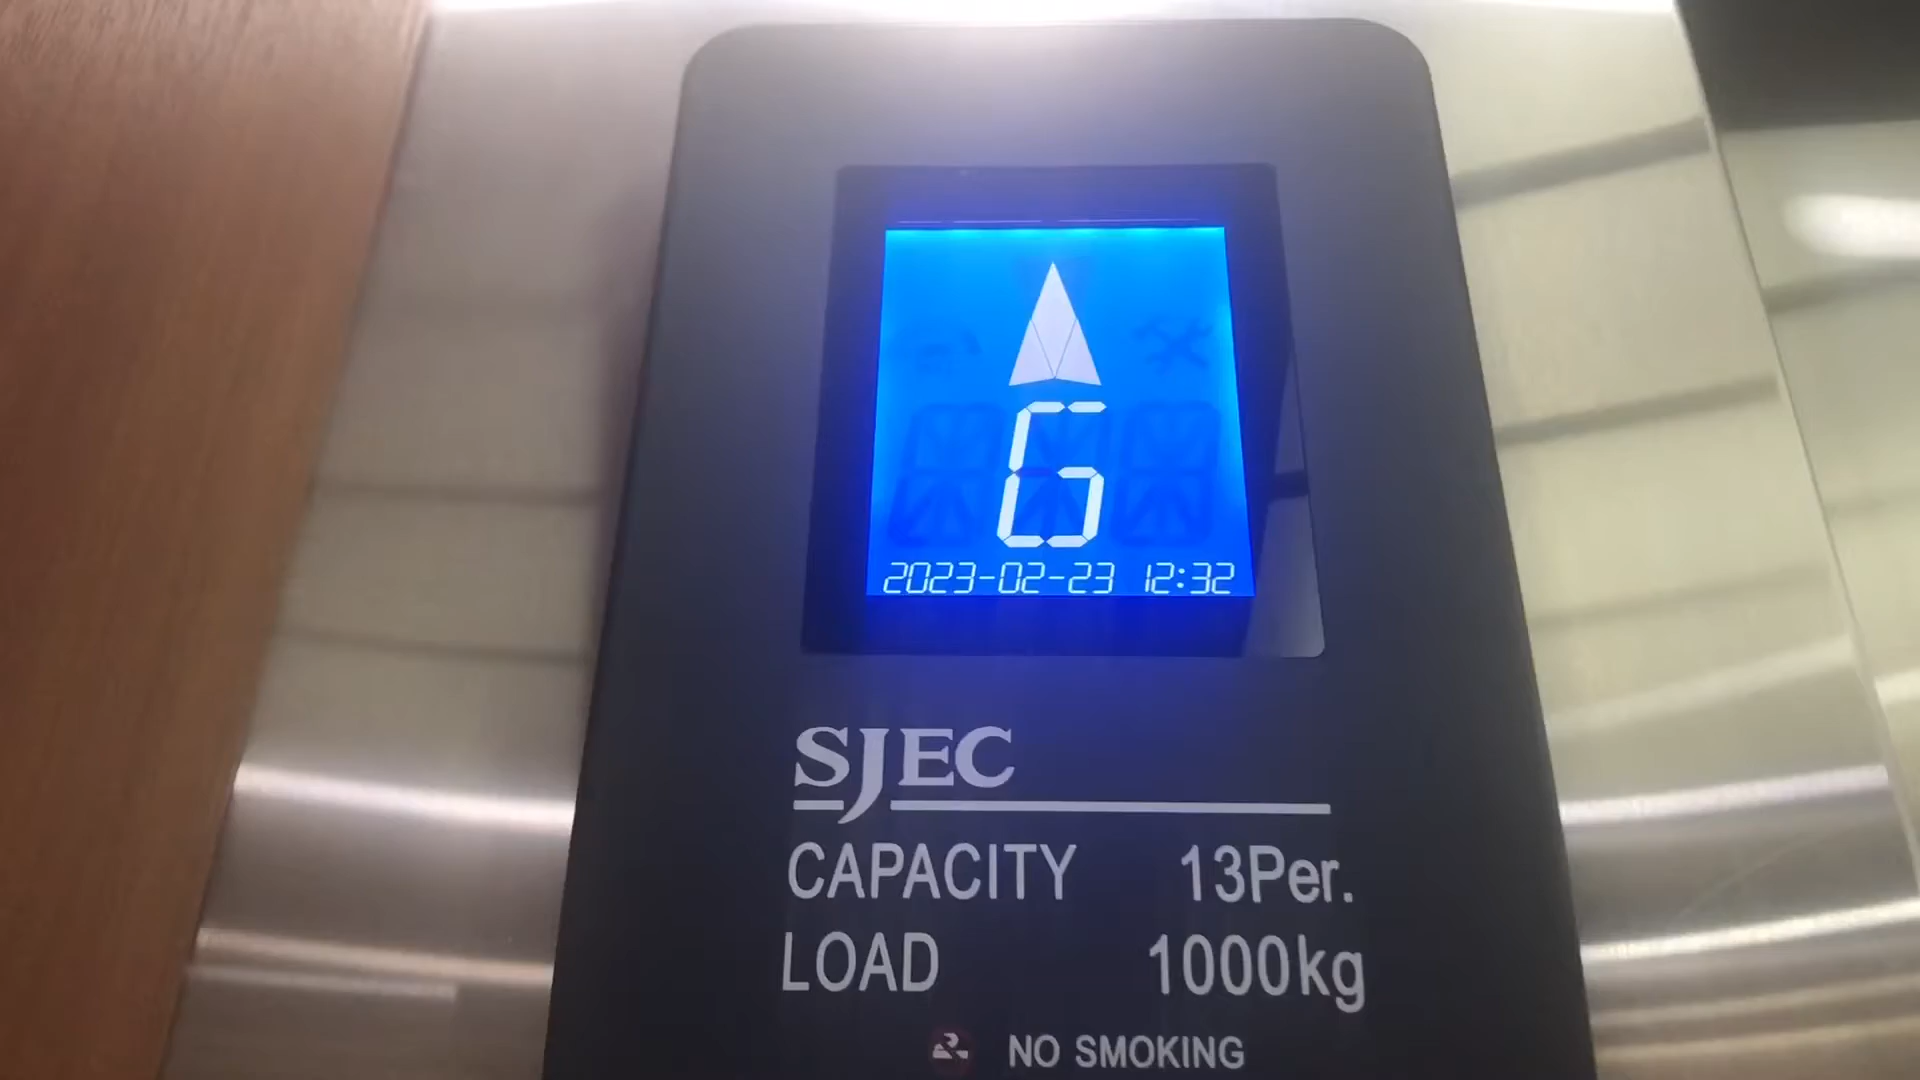 G
2023-02-23 12:32
SJEC
CAPACITY 13Per.
LOAD 1000kg
NO SMOKING